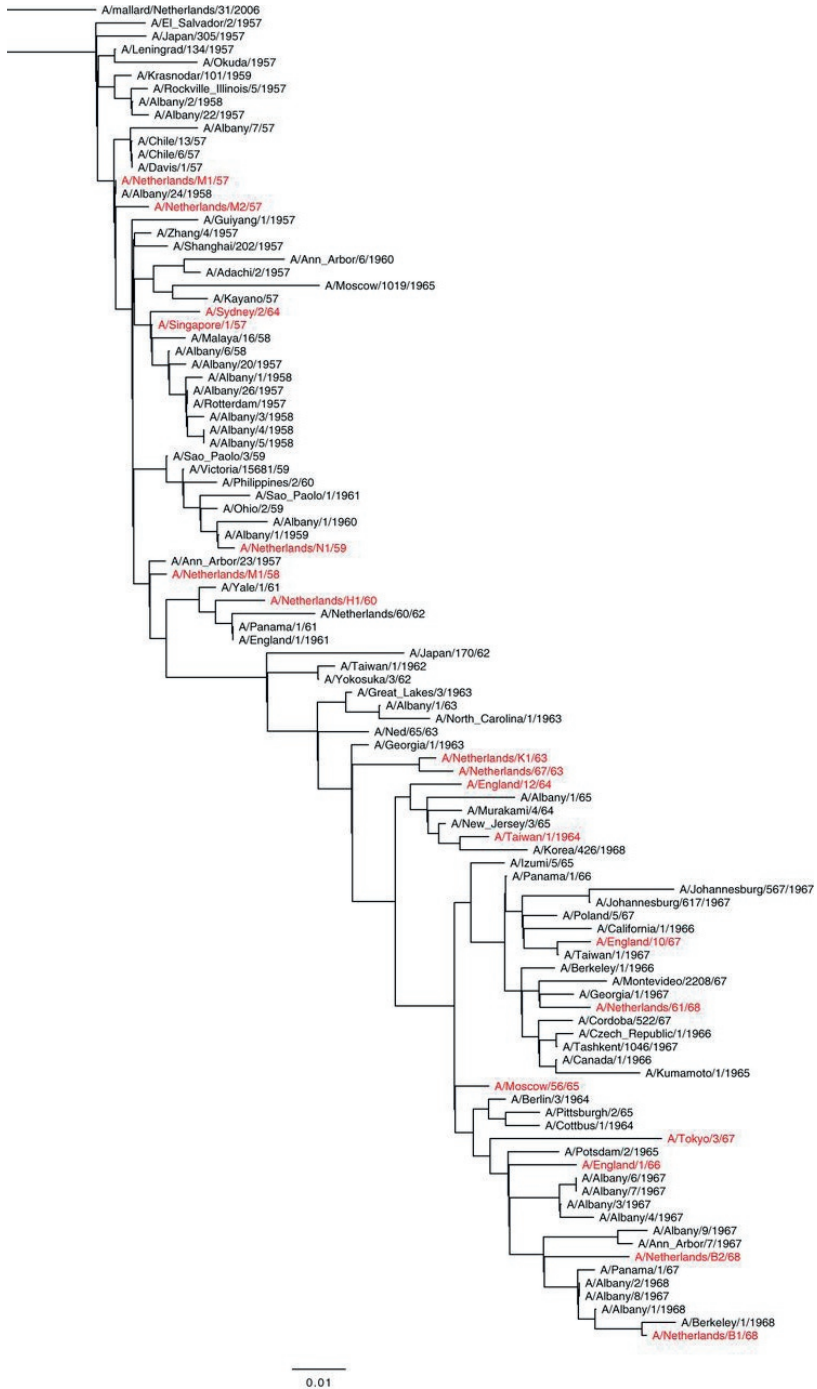 A/mallard/Netherlands/31/2006
A/El_Salvador/2/1957
A/Japan/305/1957
A/Leningrad/134/1957
A/Okuda/1957
A/Krasnodar/101/1959
A/Rockville_Illinois/5/1957
A/Albany/2/1958
A/Albany/22/1957
A/Albany/7/57
A/Chile/13/57
A/Chile/6/57
A/Davis/1/57
A/Netherlands/M1/57
A/Albany/24/1958
A/Netherlands/M2/57
A/Guiyang/1/1957
A/Zhang/4/1957
A/Shanghai/202/1957
A/Ann_Arbor/6/1960
A/Adachi/2/1957
A/Moscow/1019/1965
A/Kayano/57
A/Sydney/2/64
A/Singapore/1/57
A/Malaya/16/58
A/Albany/6/58
A/Albany/20/1957
A/Albany/1/1958
A/Albany/26/1957
A/Rotterdam/1957
A/Albany/3/1958
A/Albany/4/1958
A/Albany/5/1958
A/Sao_Paolo/3/59
A/Victoria/15681/59
A/Philippines/2/60
A/Sao_Paolo/1/1961
A/Ohio/2/59
A/Albany/1/1960
A/Albany/1/1959
A/Netherlands/N1/59
A/Ann_Arbor/23/1957
A/Netherlands/M1/58
A/Yale/1/61
A/Netherlands/H1/60
A/Netherlands/60/62
A/Panama/1/61
A/England/1/1961
A/Japan/170/62
A/Taiwan/1/1962
A/Yokosuka/3/62
A/Great_Lakes/3/1963
A/Albany/1/63
A/North_Carolina/1/1963
A/Ned/65/63
A/Georgia/1/1963
A/Netherlands/K1/63
A/Netherlands/67/63
A/England/12/64
A/Albany/1/65
A/Murakami/4/64
A/New_Jersey/3/65
A/Taiwan/1/1964
A/Korea/426/1968
A/Izumi/5/65
A/Panama/1/66
A/Johannesburg/567/1967
A/Johannesburg/617/1967
A/Poland/5/67
A/California/1/1966
A/England/10/67
A/Taiwan/1/1967
A/Berkeley/1/1966
A/Montevideo/2208/67
A/Georgia/1/1967
A/Netherlands/61/68
A/Cordoba/522/67
A/Czech_Republic/1/1966
A/Tashkent/1046/1967
A/Canada/1/1966
A/Kumamoto/1/1965
A/Moscow/56/65
A/Berlin/3/1964
A/Pittsburgh/2/65
A/Cottbus/1/1964
A/Tokyo/3/67
A/Potsdam/2/1965
A/England/1/66
A/Albany/6/1967
A/Albany/7/1967
A/Albany/3/1967
A/Albany/4/1967
A/Albany/9/1967
A/Ann_Arbor/7/1967
A/Netherlands/B2/68
A/Panama/1/67
A/Albany/2/1968
A/Albany/8/1967
A/Albany/1/1968
A/Berkeley/1/1968
A/Netherlands/B1/68
0.01